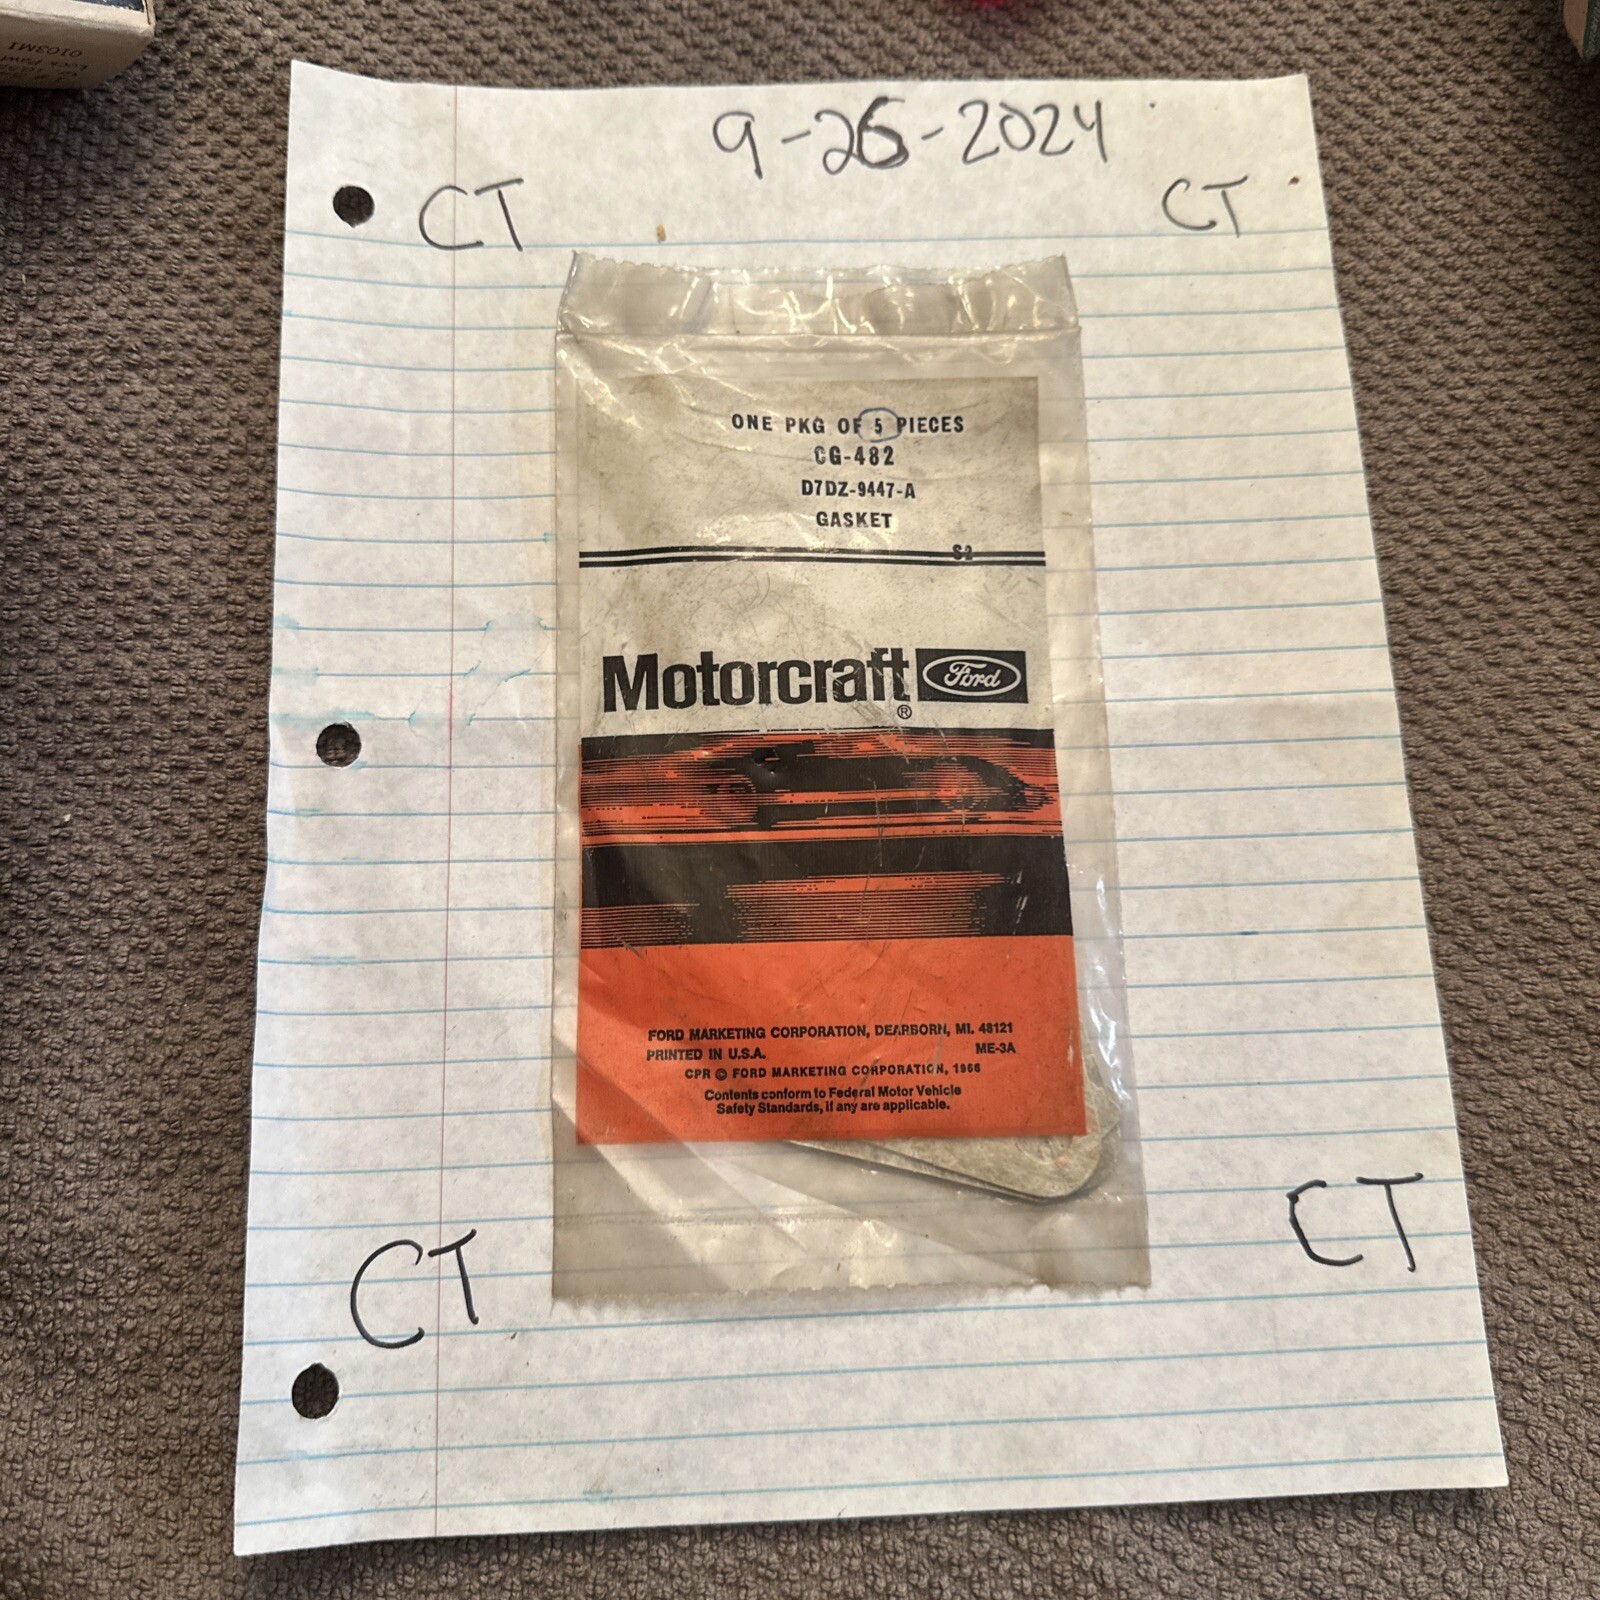 0103M1
9-26-2024
CT CT
ONE PKG OF 5 PIECES
CG-482
D7DZ-9447-A
GASKET
S2
Motorcraft® Ford
FORD MARKETING CORPORATION, DEARBORN, MI. 48121
PRINTED IN U.S.A. ME-3A
CPR © FORD MARKETING CORPORATION, 1966
Contents conform to Federal Motor Vehicle
Safety Standards, if any are applicable.
CT CT